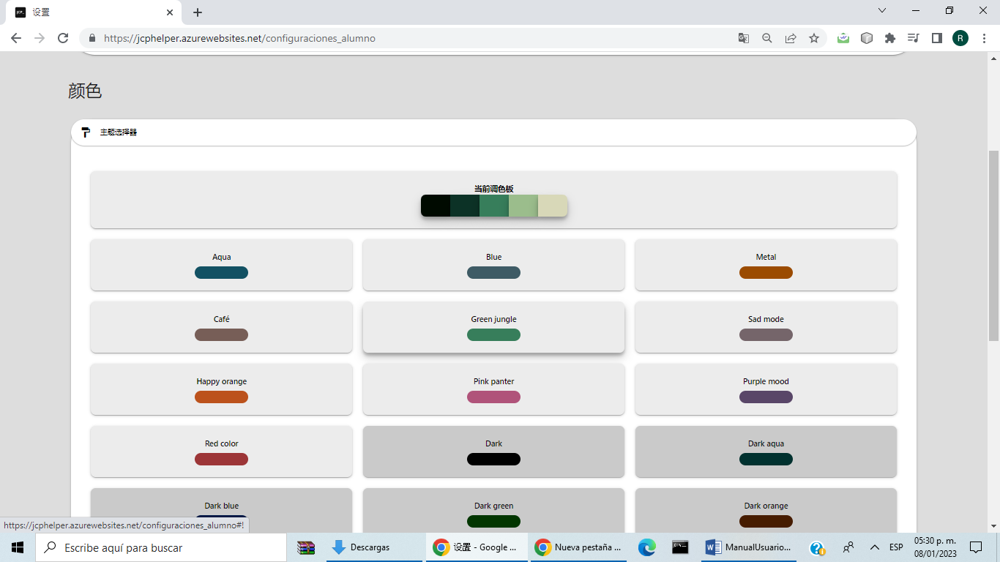 设置
https://jcphelper.azurewebsites.net/configuraciones_alumno
R
颜色
主题选择器
当前调色板
Aqua
Blue
Metal
Café
Green jungle
Sad mode
Happy orange
Pink panter
Purple mood
Red color
Dark
Dark aqua
Dark blue
Dark green
Dark orange
https://jcphelper.azurewebsites.net/configuraciones_alumno#!
Escribe aquí para buscar
Descargas
设置 - Google ...
Nueva pestaña ...
ManualUsuario...
ESP
05:30 p. m.
08/01/2023